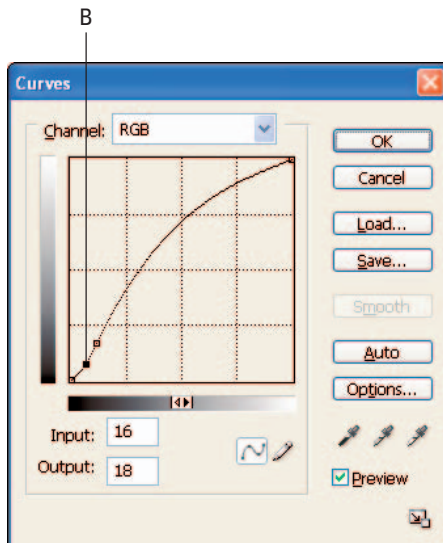 B
Curves
Channel: RGB
OK
Cancel
Load...
Save...
Smooth
Auto
Options...
Input: 16
Output: 18
Preview